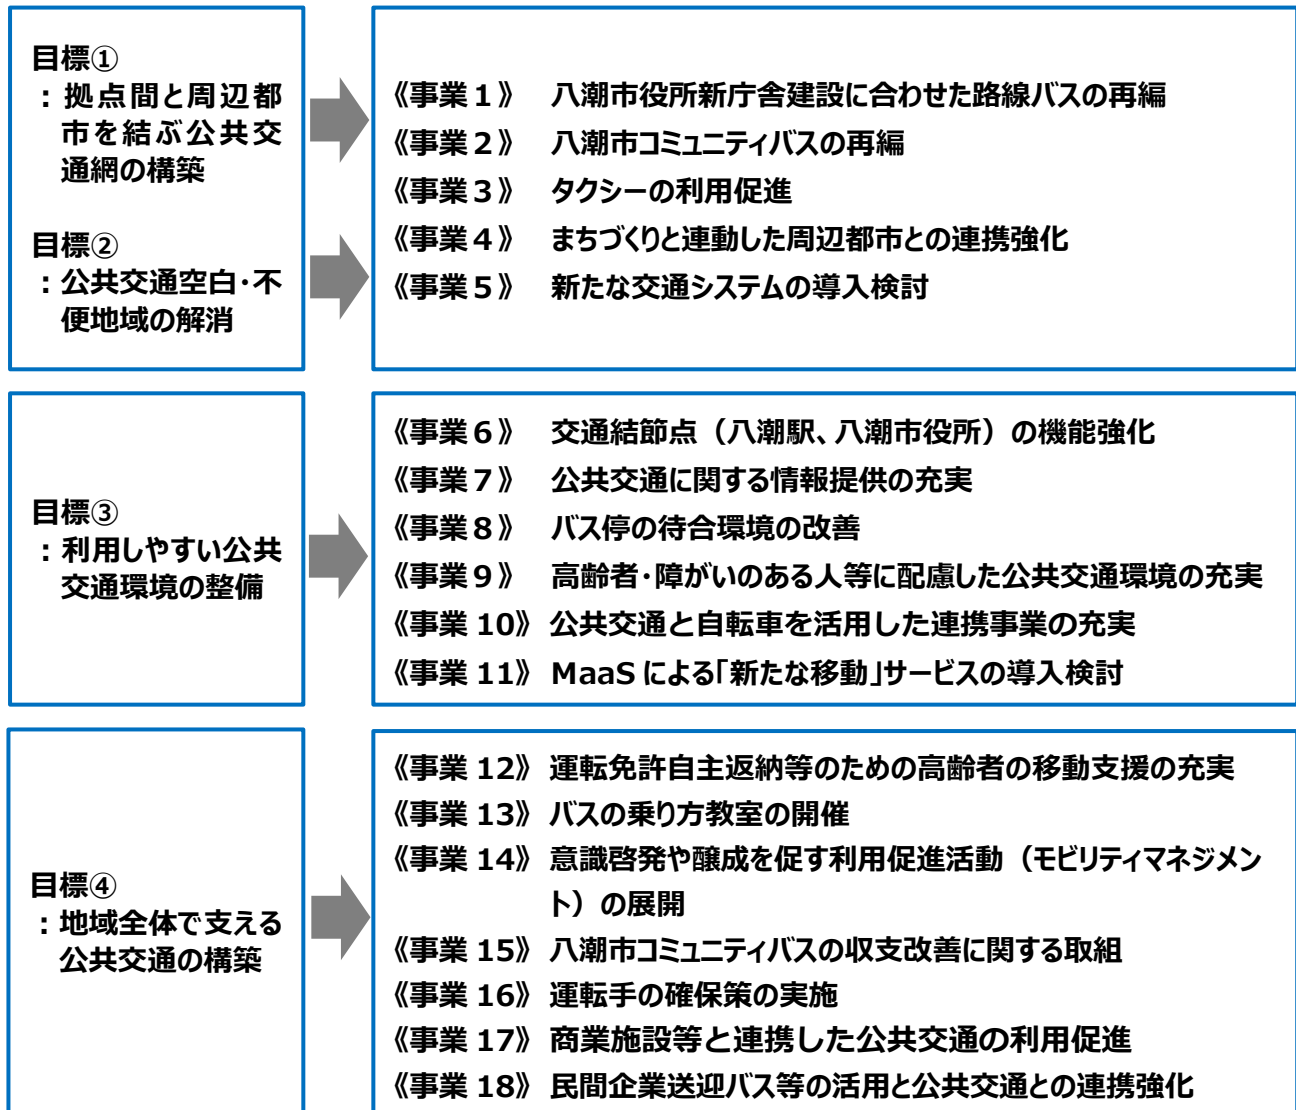 目標①
：拠点間と周辺都
市を結ぶ公共交
通網の構築
目標②
：公共交通空白・不
便地域の解消
《事業１》 八潮市役所新庁舎建設に合わせた路線バスの再編
《事業２》 八潮市コミュニティバスの再編
《事業３》 タクシーの利用促進
《事業４》 まちづくりと連動した周辺都市との連携強化
《事業５》 新たな交通システムの導入検討
目標③
：利用しやすい公共
交通環境の整備
《事業６》 交通結節点（八潮駅、八潮市役所）の機能強化
《事業７》 公共交通に関する情報提供の充実
《事業８》 バス停の待合環境の改善
《事業９》 高齢者・障がいのある人等に配慮した公共交通環境の充実
《事業 10》 公共交通と自転車を活用した連携事業の充実
《事業 11》 MaaS による「新たな移動」サービスの導入検討
目標④
：地域全体で支える
公共交通の構築
《事業 12》 運転免許自主返納等のための高齢者の移動支援の充実
《事業 13》 バスの乗り方教室の開催
《事業 14》 意識啓発や醸成を促す利用促進活動（モビリティマネジメン
ト）の展開
《事業 15》 八潮市コミュニティバスの収支改善に関する取組
《事業 16》 運転手の確保策の実施
《事業 17》 商業施設等と連携した公共交通の利用促進
《事業 18》 民間企業送迎バス等の活用と公共交通との連携強化